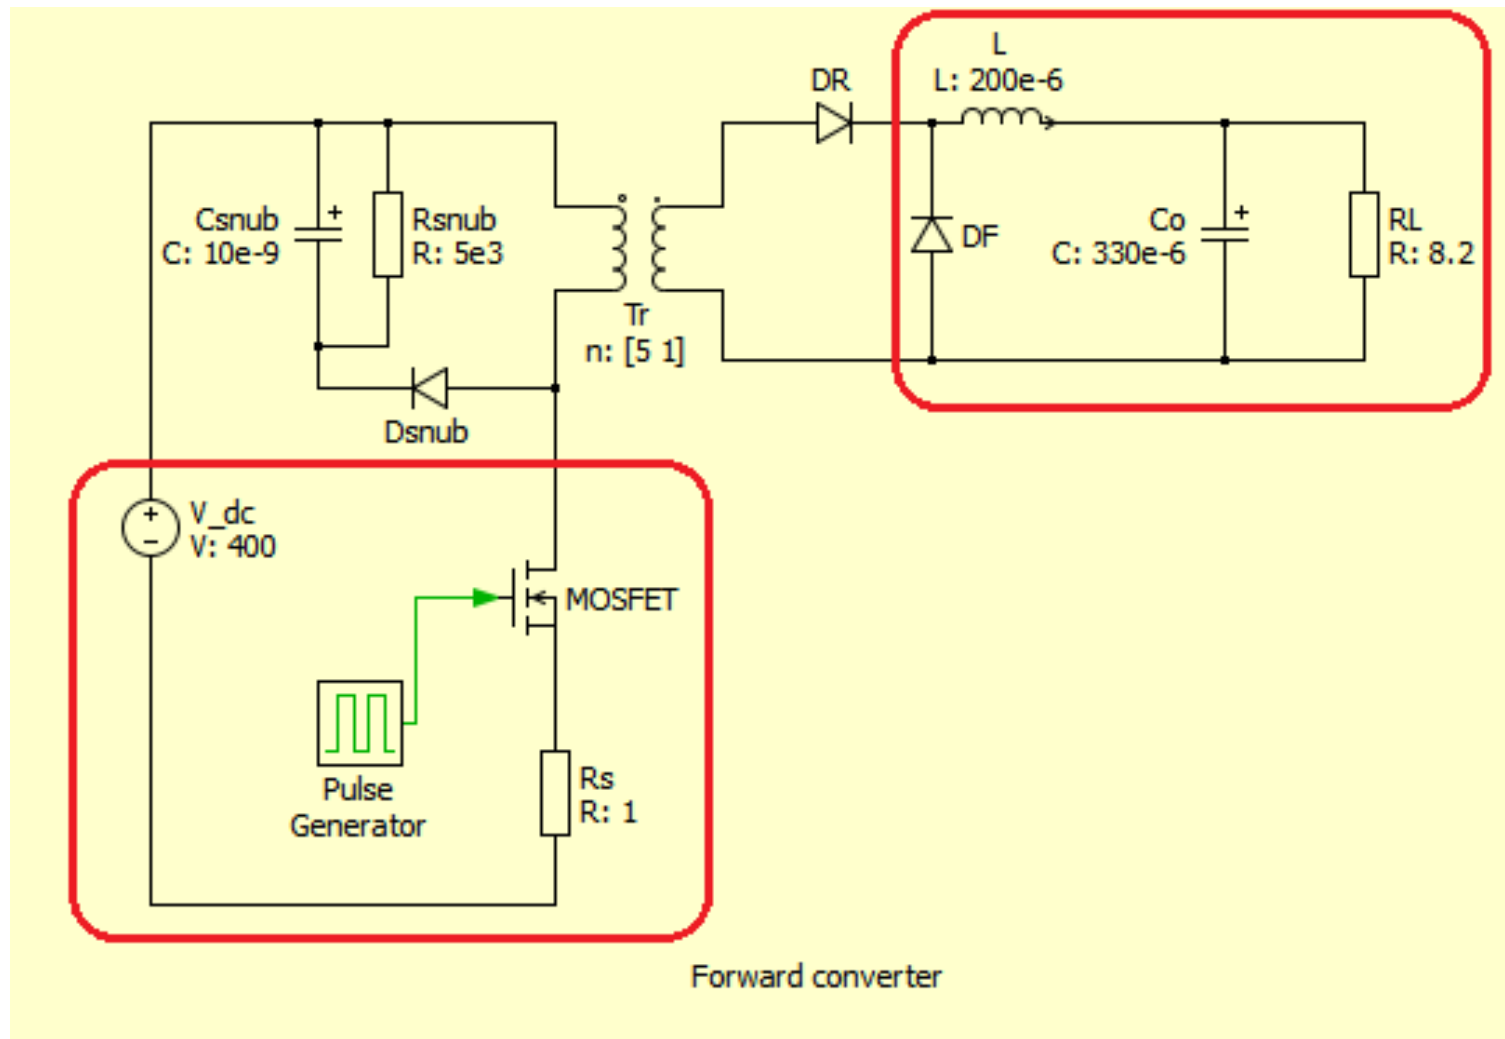 L
L: 200e-6
DR
Csnub
C: 10e-9
+
Rsnub
R: 5e3
DF
Co
C: 330e-6
+
RL
R: 8.2
Tr
n: [5 1]
Dsnub
V_dc
V: 400
+
−
MOSFET
Pulse
Generator
Rs
R: 1
Forward converter